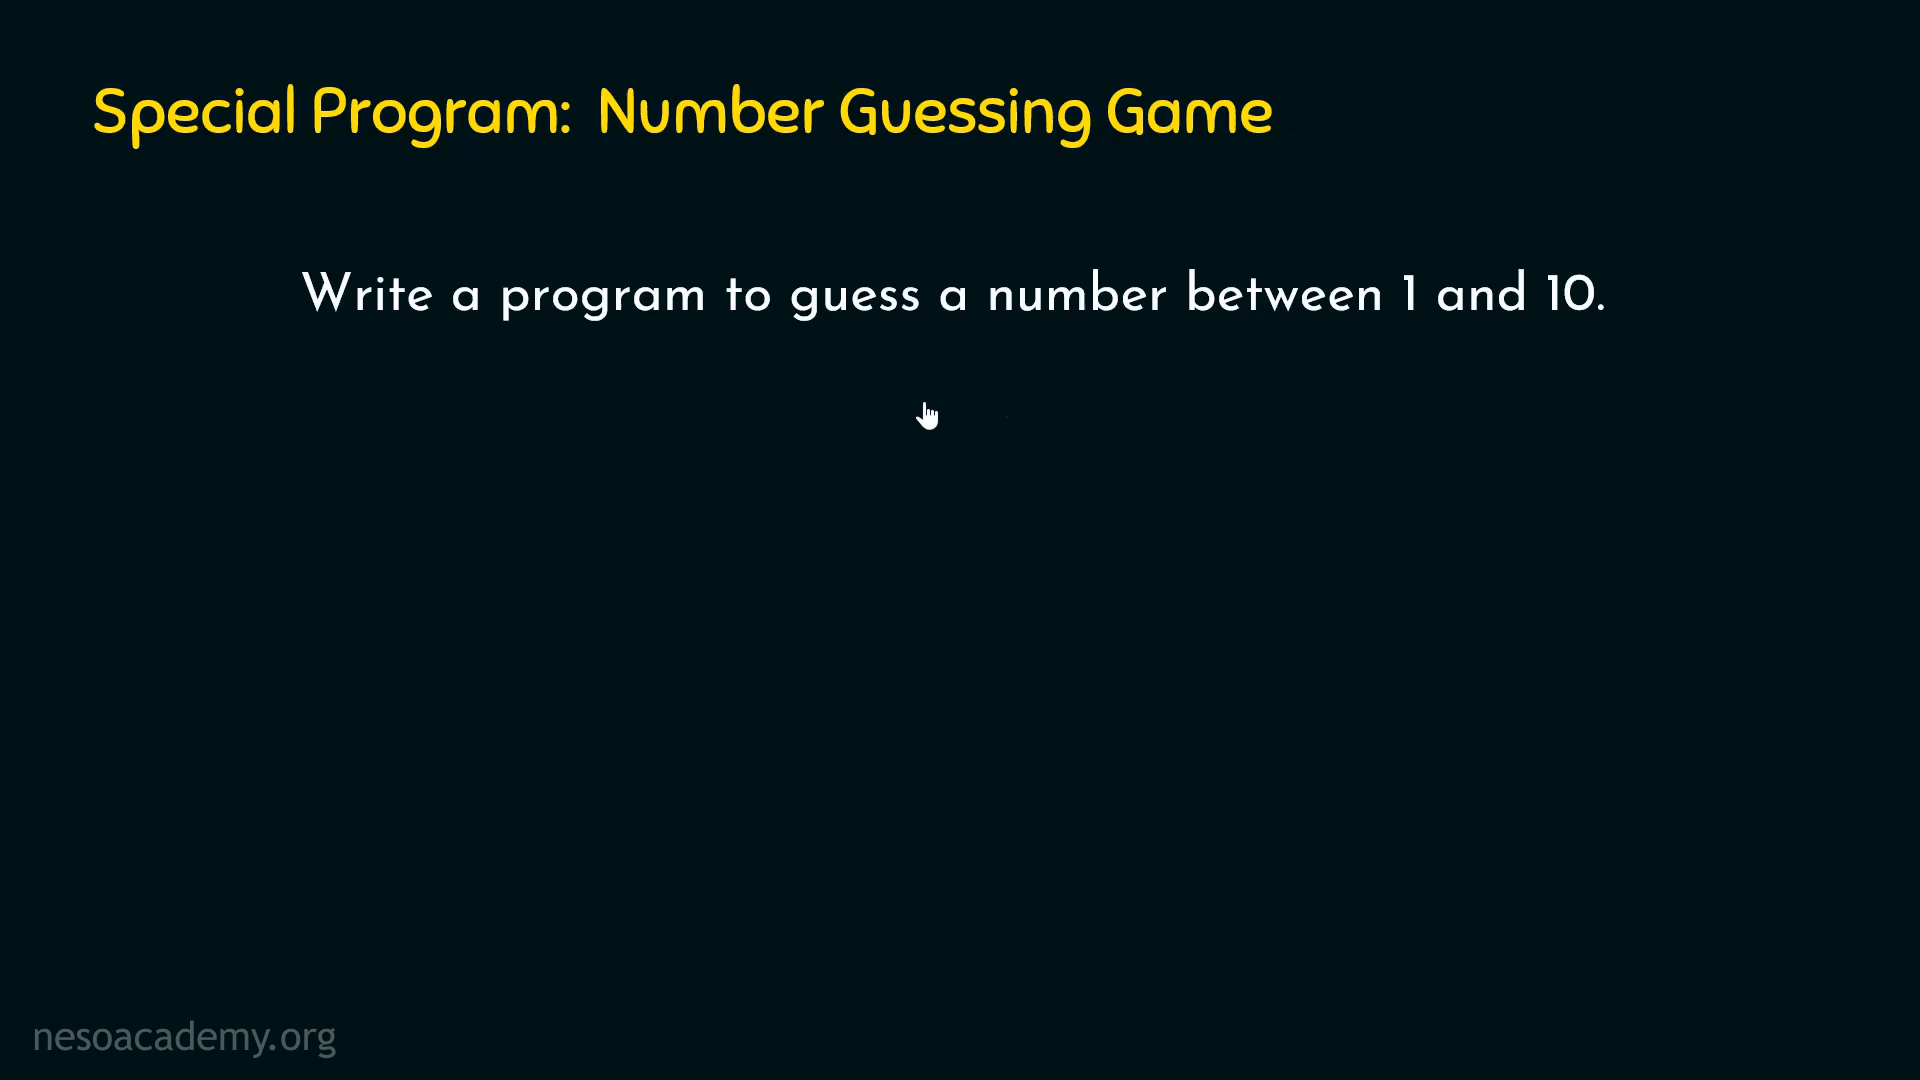 Special Program: Number Guessing Game
Write a program to guess a number between 1 and 10.
nesoacademy.org